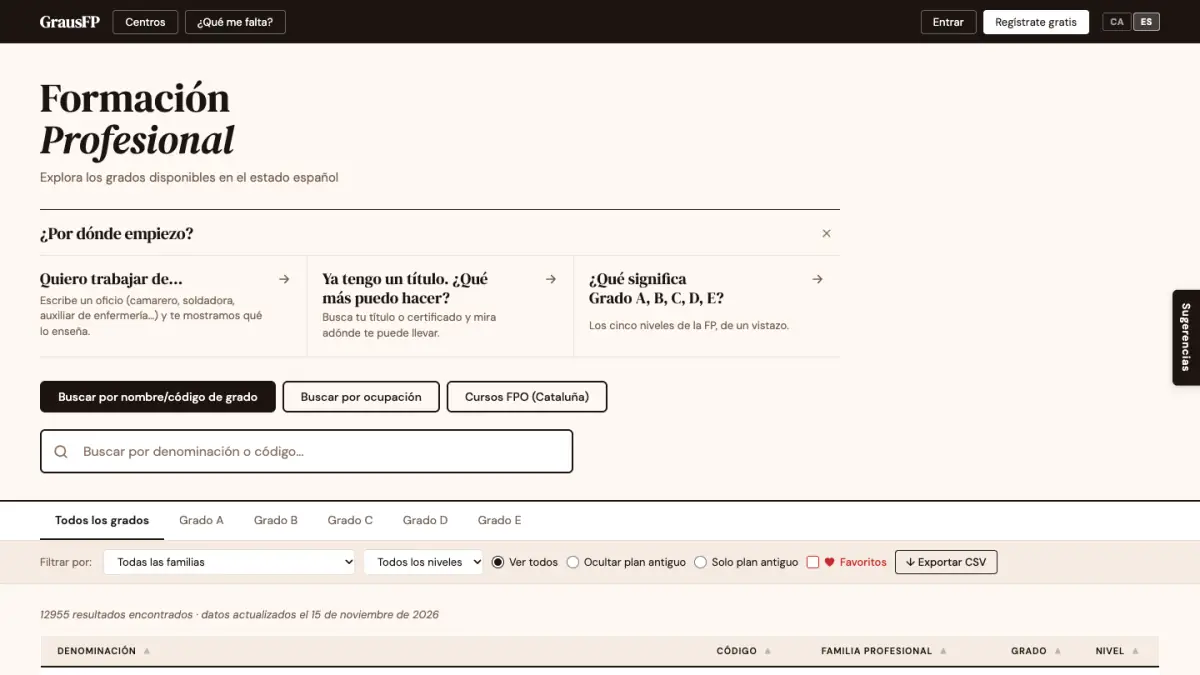 GrausFP Centros ¿Qué me falta? Entrar Regístrate gratis CA ES
Formación
Profesional
Explora los grados disponibles en el estado español
¿Por dónde empiezo? ×
Quiero trabajar de... →
Escribe un oficio (camarero, soldadora,
auxiliar de enfermería...) y te mostramos qué
lo enseña.
Ya tengo un título. ¿Qué →
más puedo hacer?
Busca tu título o certificado y mira
adónde te puede llevar.
¿Qué significa →
Grado A, B, C, D, E?
Los cinco niveles de la FP, de un vistazo.
Sugerencias
Buscar por nombre/código de grado Buscar por ocupación Cursos FPO (Cataluña)
Buscar por denominación o código...
Todos los grados Grado A Grado B Grado C Grado D Grado E
Filtrar por: Todas las familias Todos los niveles Ver todos Ocultar plan antiguo Solo plan antiguo ♥ Favoritos ↓ Exportar CSV
12955 resultados encontrados · datos actualizados el 15 de noviembre de 2026
DENOMINACIÓN ▲ CÓDIGO ▲ FAMILIA PROFESIONAL ▲ GRADO ▲ NIVEL ▲